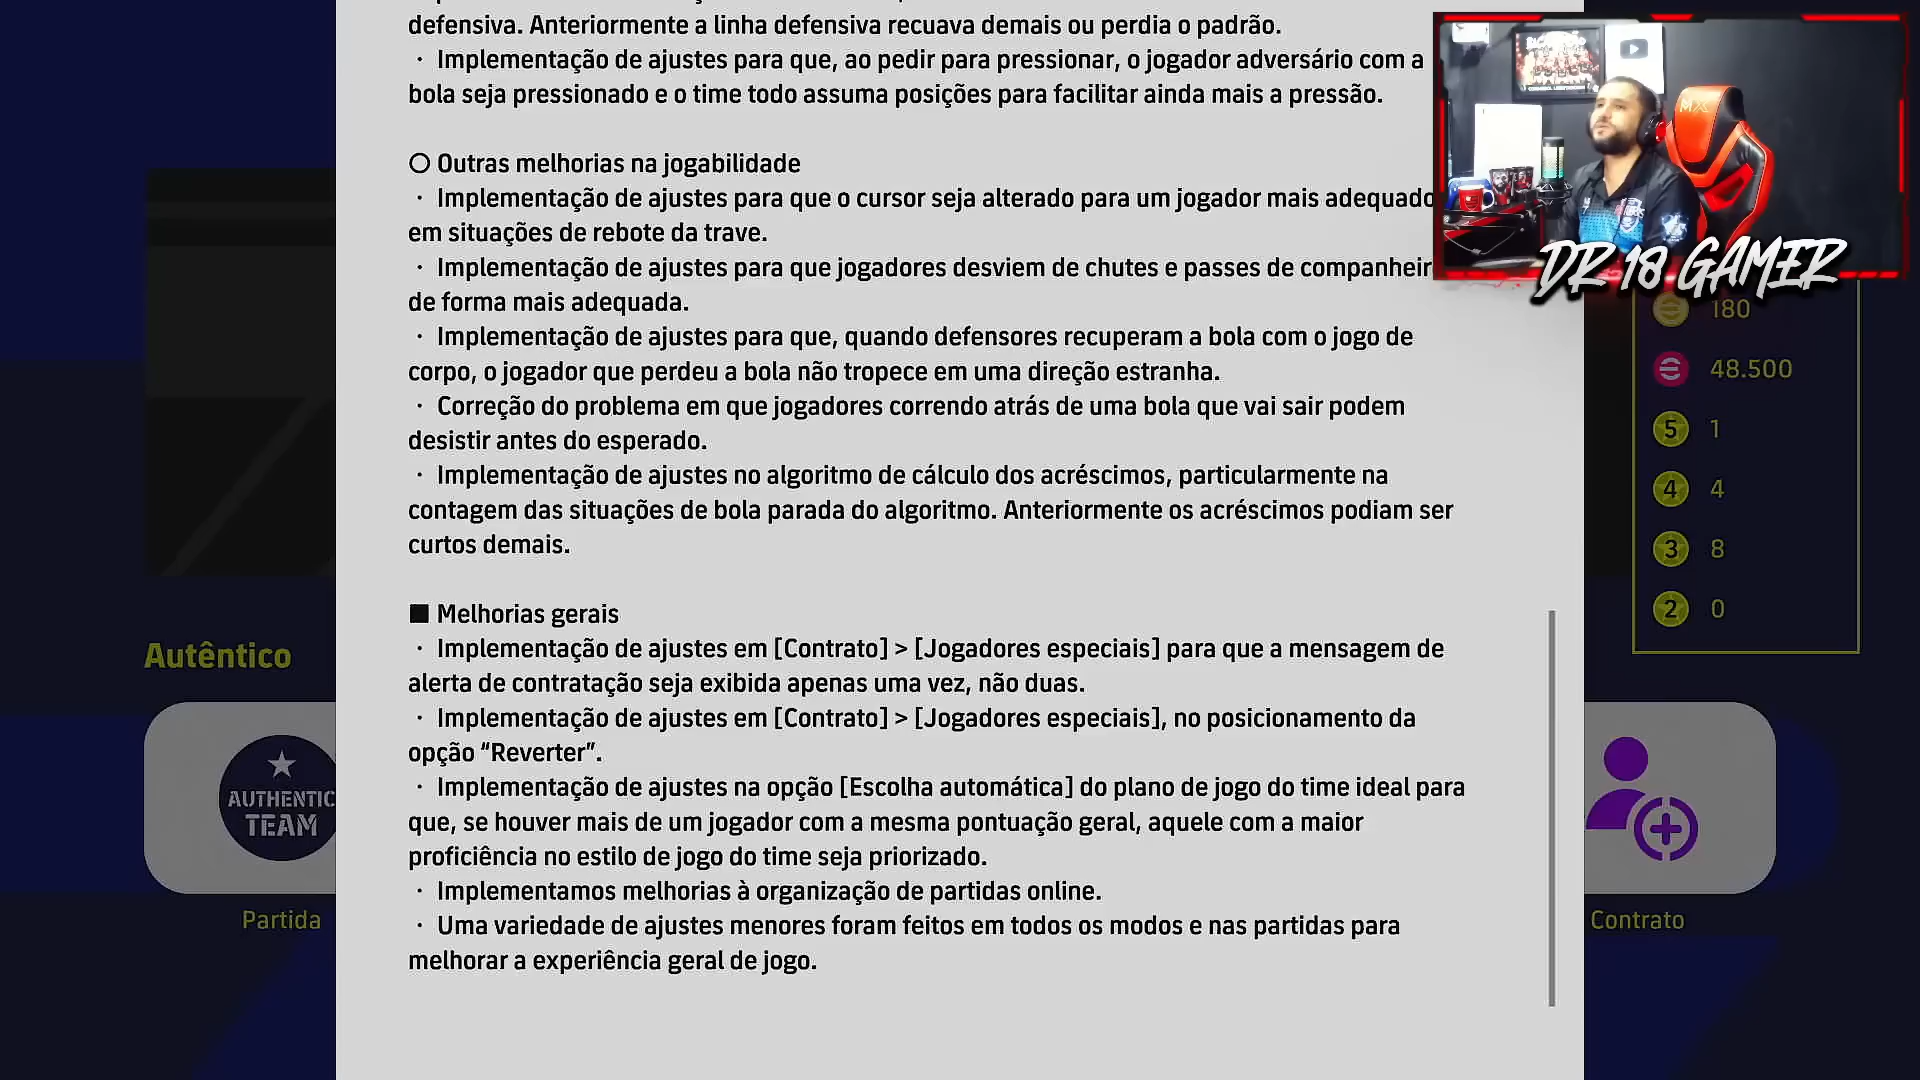 defensiva. Anteriormente a linha defensiva recuava demais ou perdia o padrão.
· Implementação de ajustes para que, ao pedir para pressionar, o jogador adversário com a
bola seja pressionado e o time todo assuma posições para facilitar ainda mais a pressão.
○ Outras melhorias na jogabilidade
· Implementação de ajustes para que o cursor seja alterado para um jogador mais adequado
em situações de rebote da trave.
· Implementação de ajustes para que jogadores desviem de chutes e passes de companheir
de forma mais adequada.
· Implementação de ajustes para que, quando defensores recuperam a bola com o jogo de
corpo, o jogador que perdeu a bola não tropece em uma direção estranha.
· Correção do problema em que jogadores correndo atrás de uma bola que vai sair podem
desistir antes do esperado.
· Implementação de ajustes no algoritmo de cálculo dos acréscimos, particularmente na
contagem das situações de bola parada do algoritmo. Anteriormente os acréscimos podiam ser
curtos demais.
■ Melhorias gerais
· Implementação de ajustes em [Contrato] > [Jogadores especiais] para que a mensagem de
alerta de contratação seja exibida apenas uma vez, não duas.
· Implementação de ajustes em [Contrato] > [Jogadores especiais], no posicionamento da
opção “Reverter”.
· Implementação de ajustes na opção [Escolha automática] do plano de jogo do time ideal para
que, se houver mais de um jogador com a mesma pontuação geral, aquele com a maior
proficiência no estilo de jogo do time seja priorizado.
· Implementamos melhorias à organização de partidas online.
· Uma variedade de ajustes menores foram feitos em todos os modos e nas partidas para
melhorar a experiência geral de jogo.
Autêntico
AUTHENTIC
TEAM
Partida
MX
DR 18 GAMER
180
48.500
5 1
4 4
3 8
2 0
Contrato